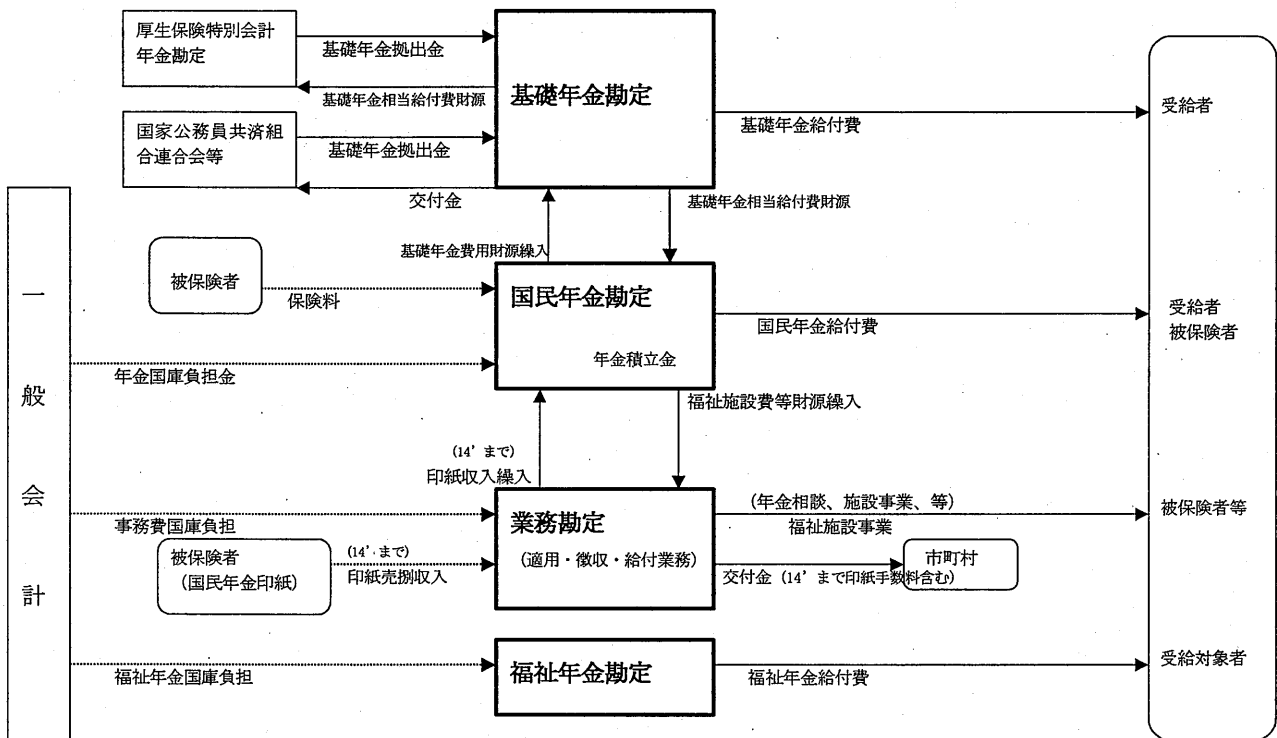 厚生保険特別会計
年金勘定
基礎年金拠出金
基礎年金相当給付費財源
国家公務員共済組
合連合会等
基礎年金拠出金
交付金
基礎年金勘定
基礎年金給付費
受給者
基礎年金費用財源繰入
基礎年金相当給付費財源
一般会計
被保険者
保険料
年金国庫負担金
国民年金勘定
年金積立金
国民年金給付費
受給者
被保険者
(14’まで)
印紙収入繰入
福祉施設費等財源繰入
事務費国庫負担
被保険者
(国民年金印紙)
(14’まで)
印紙売捌収入
業務勘定
(適用・徴収・給付業務)
(年金相談、施設事業、等)
福祉施設事業
被保険者等
交付金 (14’まで印紙手数料含む)
市町村
福祉年金国庫負担
福祉年金勘定
福祉年金給付費
受給対象者